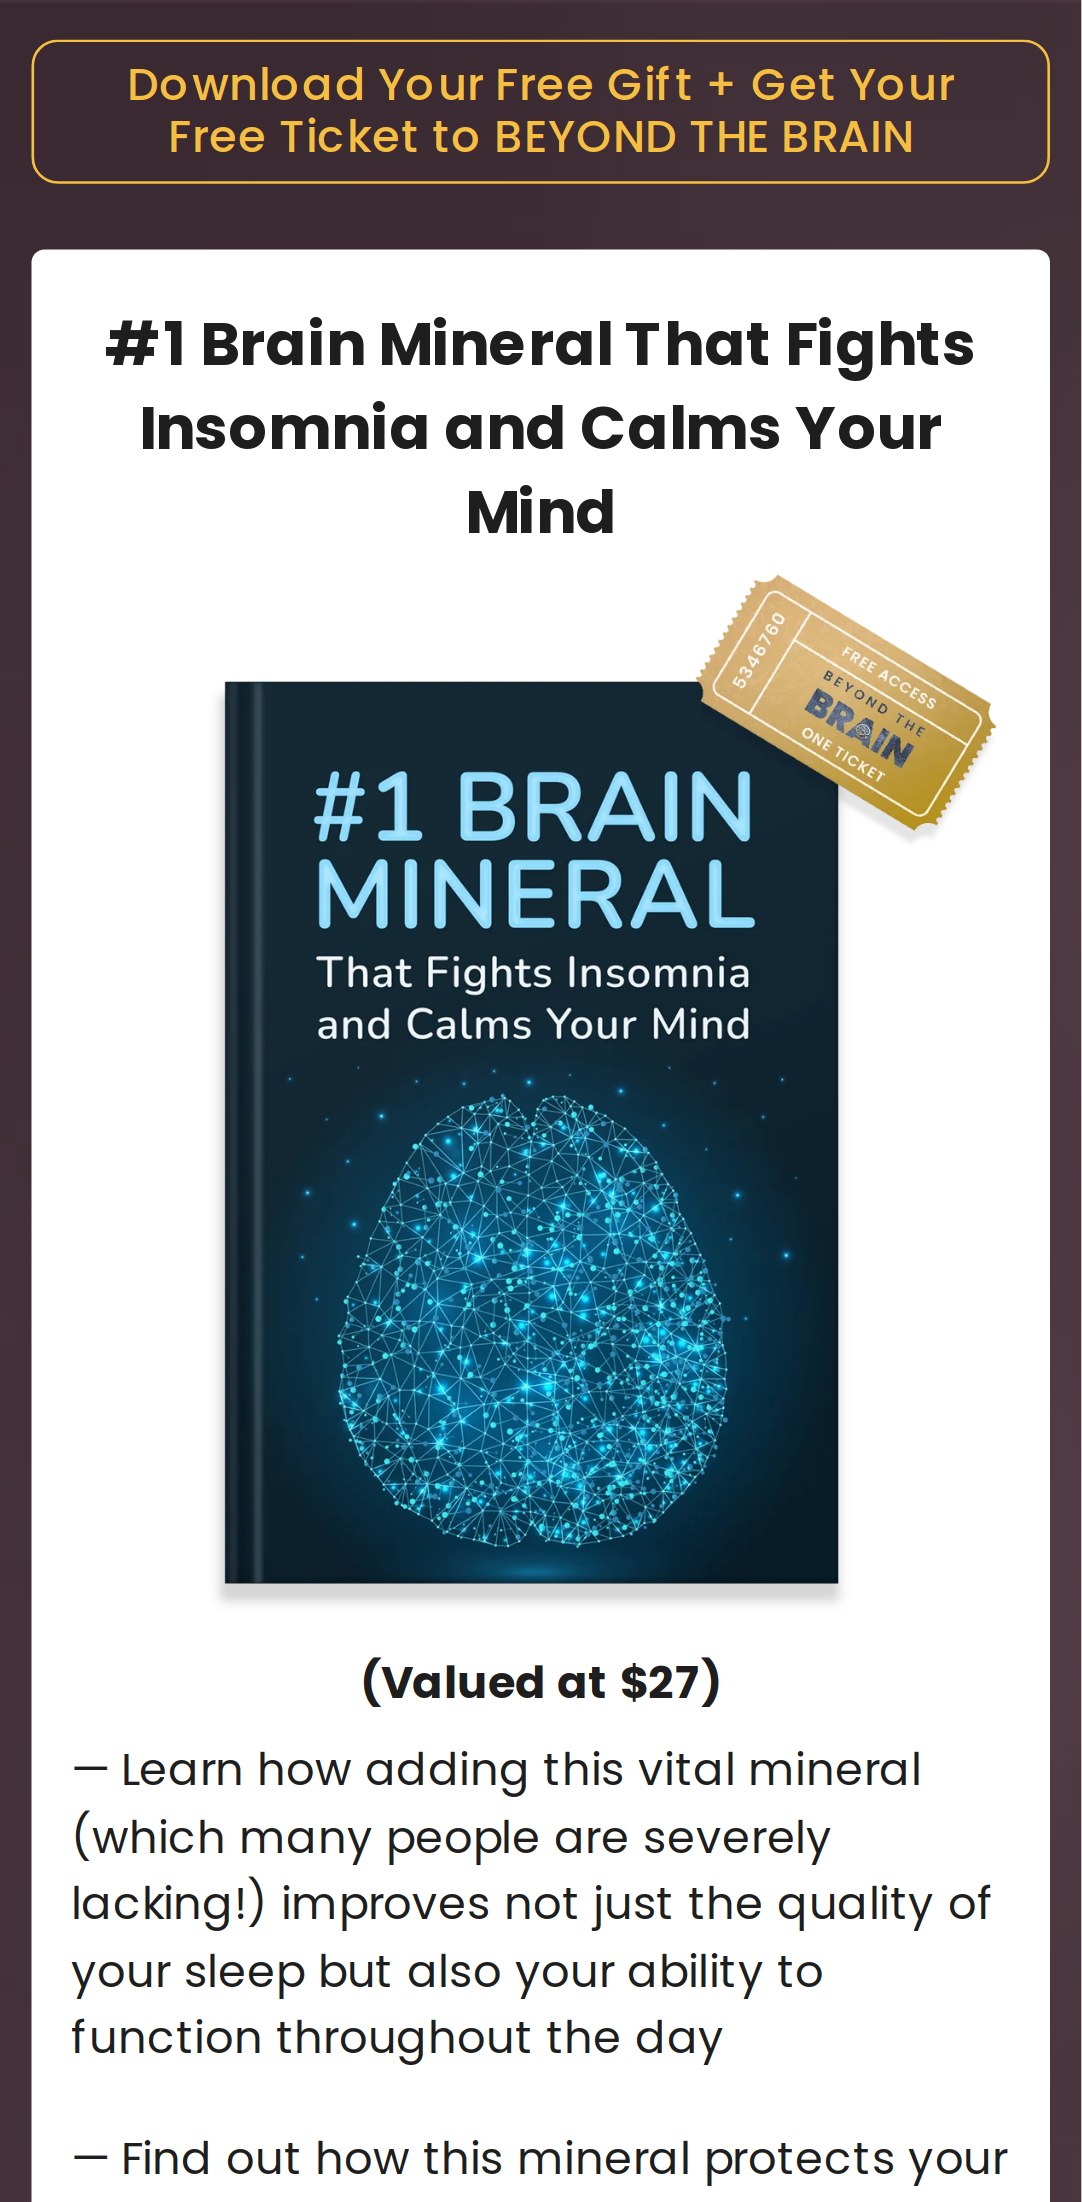 Download Your Free Gift + Get Your
Free Ticket to BEYOND THE BRAIN
#1 Brain Mineral That Fights
Insomnia and Calms Your
Mind
5346760
FREE ACCESS
BEYOND THE
BRAIN
ONE TICKET
#1 BRAIN
MINERAL
That Fights Insomnia
and Calms Your Mind
(Valued at $27)
— Learn how adding this vital mineral
(which many people are severely
lacking!) improves not just the quality of
your sleep but also your ability to
function throughout the day
— Find out how this mineral protects your